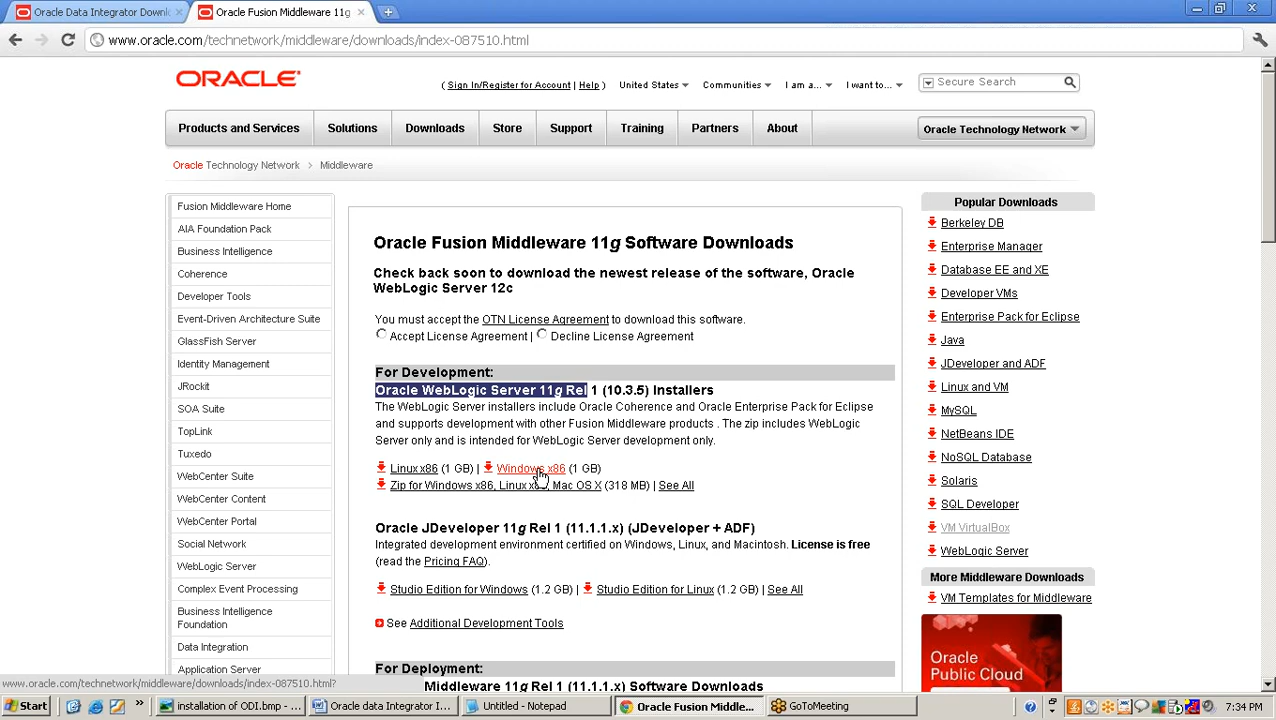 Oracle Data Integrator Downl
Oracle Fusion Middleware 11g
www.oracle.com/technetwork/middleware/downloads/index-087510.html
ORACLE
( Sign In/Register for Account | Help ) United States Communities I am a... I want to... Secure Search
Products and Services Solutions Downloads Store Support Training Partners About Oracle Technology Network
Oracle Technology Network > Middleware
Fusion Middleware Home
AIA Foundation Pack
Business Intelligence
Coherence
Developer Tools
Event-Driven Architecture Suite
GlassFish Server
Identity Management
JRockit
SOA Suite
TopLink
Tuxedo
WebCenter Suite
WebCenter Content
WebCenter Portal
Social Network
WebLogic Server
Complex Event Processing
Business Intelligence
Foundation
Data Integration
Application Server
Oracle Fusion Middleware 11g Software Downloads
Check back soon to download the newest release of the software, Oracle
WebLogic Server 12c
You must accept the OTN License Agreement to download this software.
Accept License Agreement | Decline License Agreement
For Development:
Oracle WebLogic Server 11g Rel 1 (10.3.5) Installers
The WebLogic Server installers include Oracle Coherence and Oracle Enterprise Pack for Eclipse
and supports development with other Fusion Middleware products . The zip includes WebLogic
Server only and is intended for WebLogic Server development only.
Linux x86 (1 GB) | Windows x86 (1 GB)
Zip for Windows x86, Linux x86, Mac OS X (318 MB) | See All
Oracle JDeveloper 11g Rel 1 (11.1.1.x) (JDeveloper + ADF)
Integrated development environment certified on Windows, Linux, and Macintosh. License is free
(read the Pricing FAQ).
Studio Edition for Windows (1.2 GB) | Studio Edition for Linux (1.2 GB) | See All
See Additional Development Tools
For Deployment:
Middleware 11g Rel 1 (11.1.1.x) Software Downloads
Popular Downloads
Berkeley DB
Enterprise Manager
Database EE and XE
Developer VMs
Enterprise Pack for Eclipse
Java
JDeveloper and ADF
Linux and VM
MySQL
NetBeans IDE
NoSQL Database
Solaris
SQL Developer
VM VirtualBox
WebLogic Server
More Middleware Downloads
VM Templates for Middleware
Oracle
Public Cloud
www.oracle.com/technetwork/middleware/downloads/index-087510.html?
Start installation of ODI.bmp - ... Oracle data Integrator I... Untitled - Notepad Oracle Fusion Middle... GoToMeeting 7:34 PM